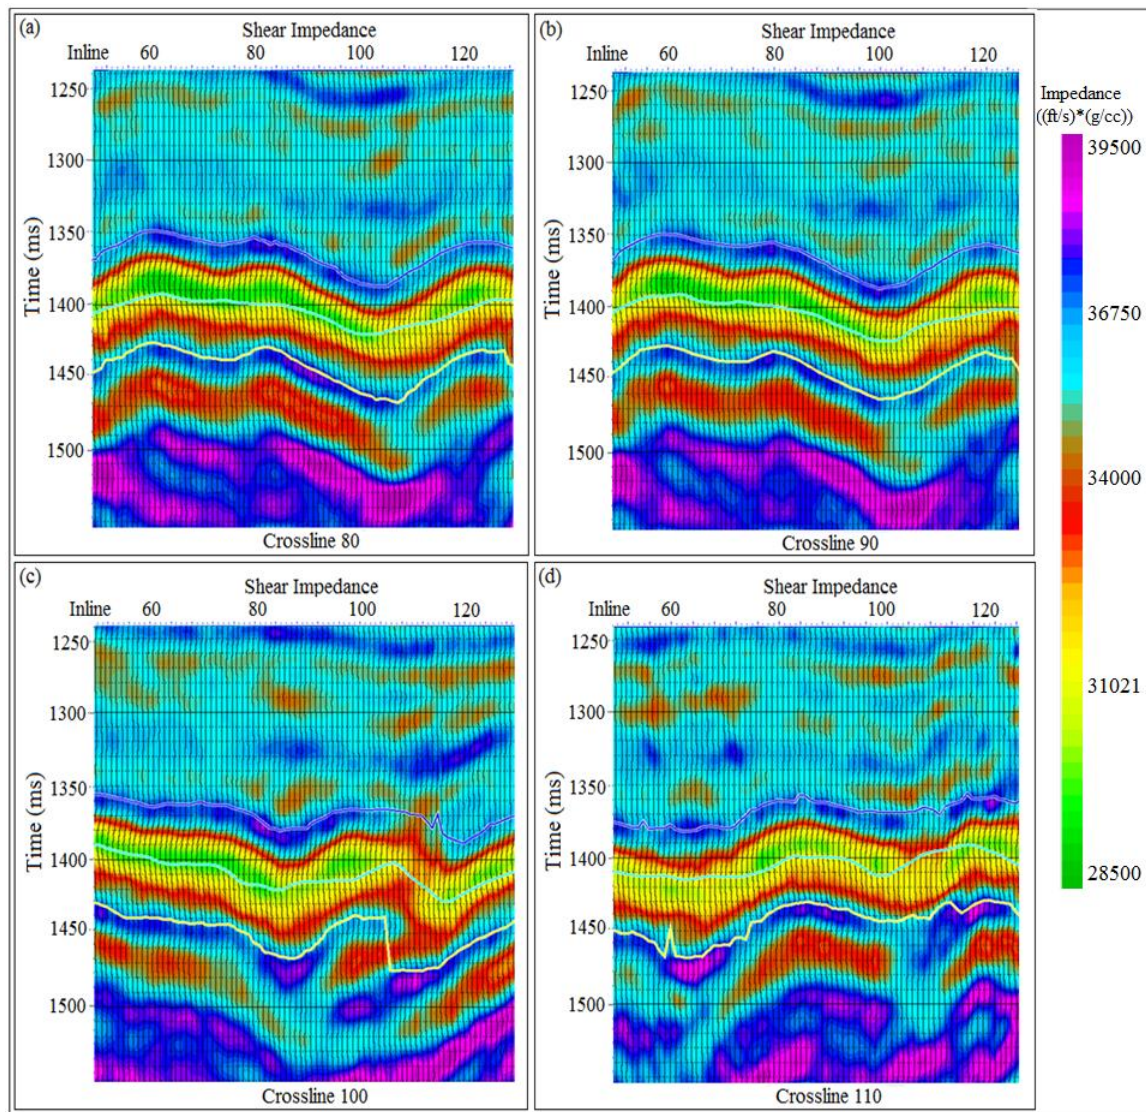 (a)
Shear Impedance
Inline 60 80 100 120
1250
1300
1350
1400
1450
1500
Time (ms)
Crossline 80
(b)
Shear Impedance
Inline 60 80 100 120
1250
1300
1350
1400
1450
1500
Time (ms)
Crossline 90
Impedance
((ft/s)*(g/cc))
39500
36750
34000
31021
28500
(c)
Shear Impedance
Inline 60 80 100 120
1250
1300
1350
1400
1450
1500
Time (ms)
Crossline 100
(d)
Shear Impedance
Inline 60 80 100 120
1250
1300
1350
1400
1450
1500
Time (ms)
Crossline 110